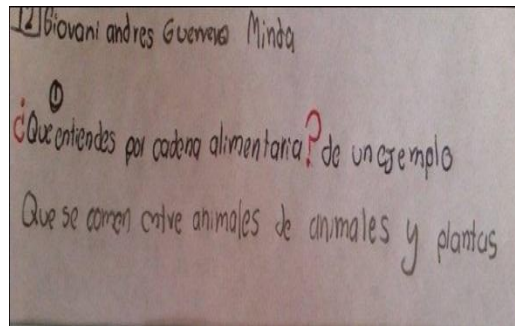 12 Giovani andres Guerrero Minda
1
¿Que entiendes por cadena alimentaria? de un ejemplo
Que se comen entre animales de animales y plantas